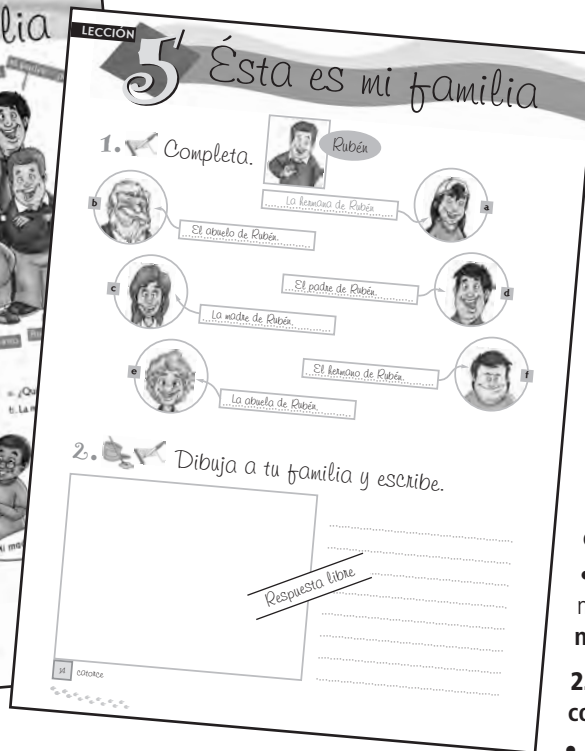 lia
LECCIÓN
5 Ésta es mi familia
1. Completa.
Rubén
La hermana de Rubén.
a
b
El abuelo de Rubén.
El padre de Rubén.
d
c
La madre de Rubén.
El hermano de Rubén.
f
e
La abuela de Rubén.
2. Dibuja a tu familia y escribe.
Respuesta libre
14 catorce
2